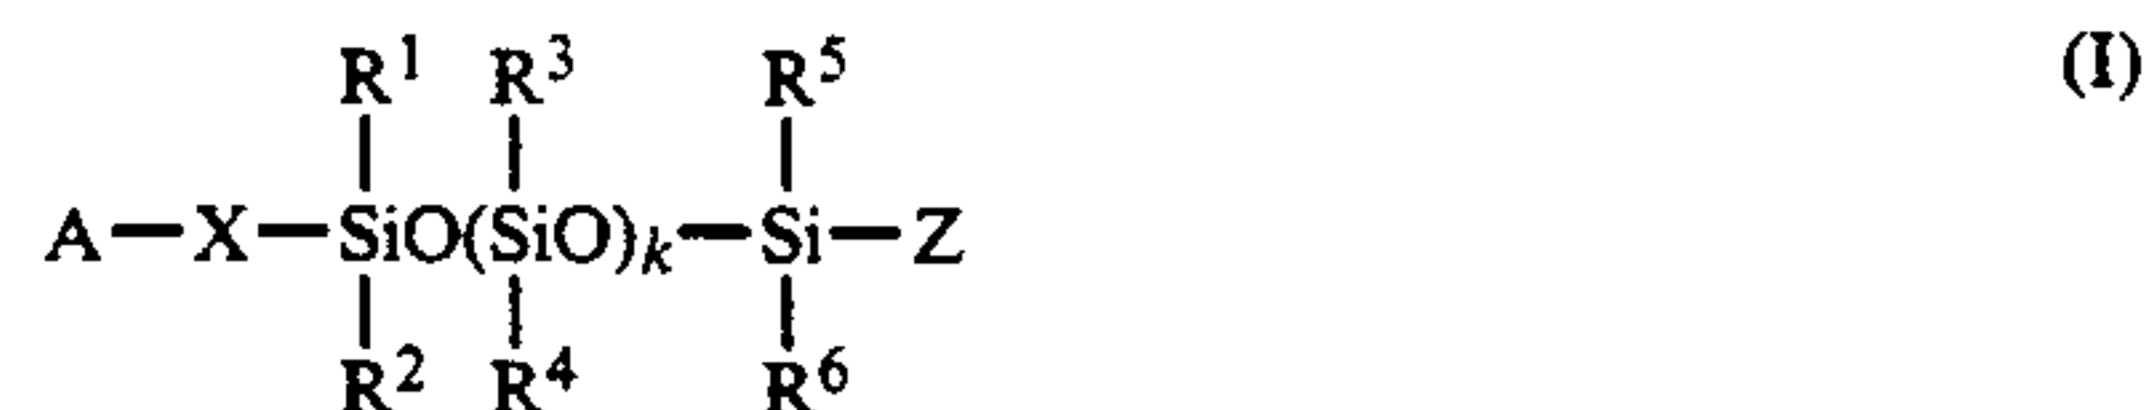 R¹ R³ R⁵ (I)
A—X—SiO(SiO)ₖ—Si—Z
R² R⁴ R⁶